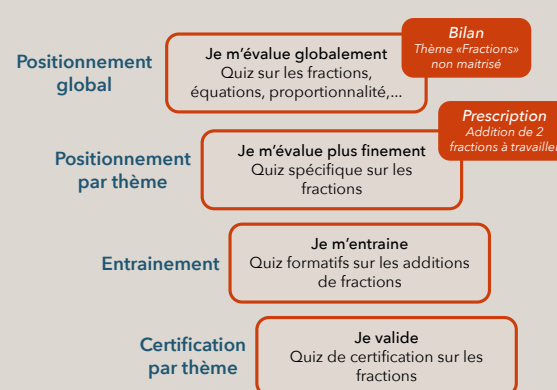 Positionnement
global
Je m’évalue globalement
Quiz sur les fractions,
équations, proportionnalité,...
Bilan
Thème «Fractions»
non maitrisé
Positionnement
par thème
Je m’évalue plus finement
Quiz spécifique sur les
fractions
Prescription
Addition de 2
fractions à travailler
Entrainement
Je m’entraine
Quiz formatifs sur les additions
de fractions
Certification
par thème
Je valide
Quiz de certification sur les
fractions